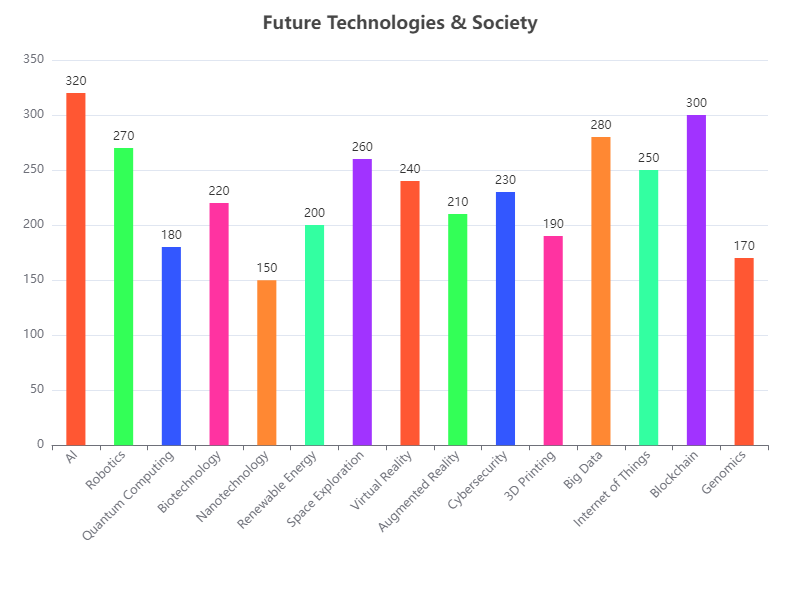 Future Technologies & Society
350
300
250
200
150
100
50
0
320
270
180
220
150
200
260
240
210
230
190
280
250
300
170
AI
Robotics
Quantum Computing
Biotechnology
Nanotechnology
Renewable Energy
Space Exploration
Virtual Reality
Augmented Reality
Cybersecurity
3D Printing
Big Data
Internet of Things
Blockchain
Genomics